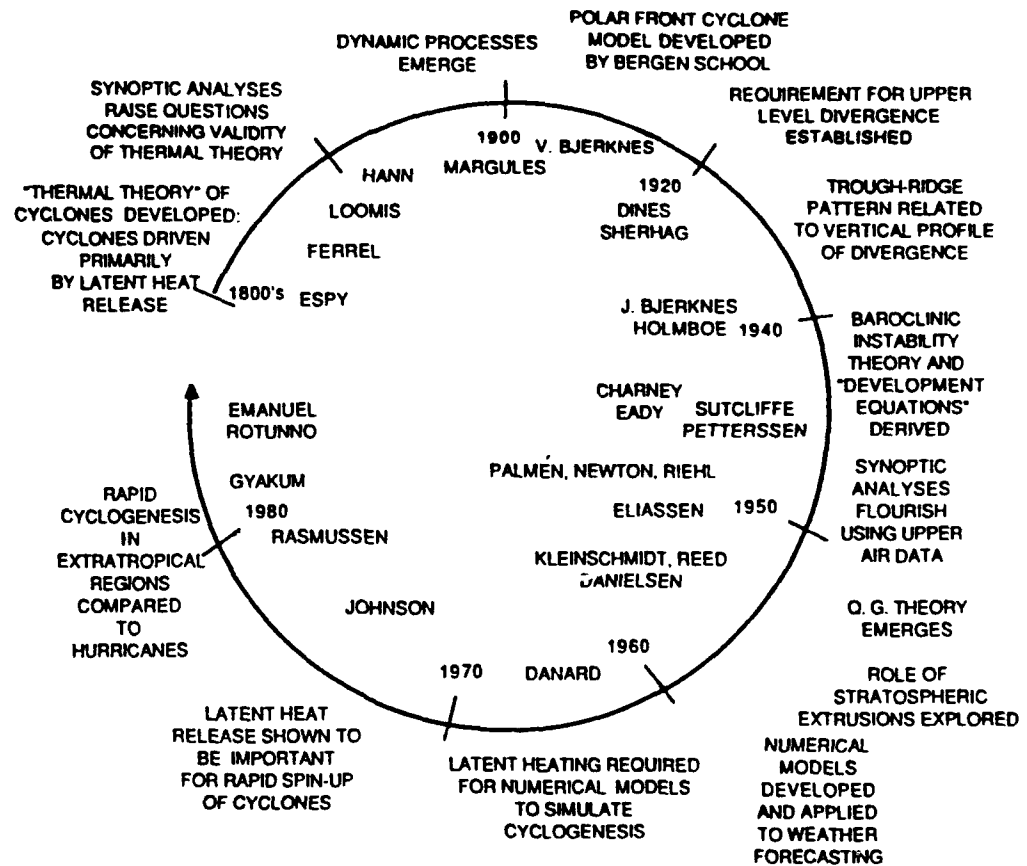 "THERMAL THEORY" OF
CYCLONES DEVELOPED:
CYCLONES DRIVEN
PRIMARILY
BY LATENT HEAT
RELEASE
SYNOPTIC ANALYSES
RAISE QUESTIONS
CONCERNING VALIDITY
OF THERMAL THEORY
DYNAMIC PROCESSES
EMERGE
POLAR FRONT CYCLONE
MODEL DEVELOPED
BY BERGEN SCHOOL
REQUIREMENT FOR UPPER
LEVEL DIVERGENCE
ESTABLISHED
TROUGH-RIDGE
PATTERN RELATED
TO VERTICAL PROFILE
OF DIVERGENCE
BAROCLINIC
INSTABILITY
THEORY AND
"DEVELOPMENT
EQUATIONS"
DERIVED
SYNOPTIC
ANALYSES
FLOURISH
USING UPPER
AIR DATA
Q. G. THEORY
EMERGES
ROLE OF
STRATOSPHERIC
EXTRUSIONS EXPLORED
NUMERICAL
MODELS
DEVELOPED
AND APPLIED
TO WEATHER
FORECASTING
LATENT HEATING REQUIRED
FOR NUMERICAL MODELS
TO SIMULATE
CYCLOGENESIS
LATENT HEAT
RELEASE SHOWN TO
BE IMPORTANT
FOR RAPID SPIN-UP
OF CYCLONES
RAPID
CYCLOGENESIS
IN
EXTRATROPICAL
REGIONS
COMPARED
TO
HURRICANES
1800's ESPY
FERREL
LOOMIS
HANN
1900
MARGULES
V. BJERKNES
1920
DINES
SHERHAG
J. BJERKNES
HOLMBOE 1940
CHARNEY
EADY
SUTCLIFFE
PETTERSSEN
PALMÉN, NEWTON, RIEHL
ELIASSEN 1950
KLEINSCHMIDT, REED
DANIELSEN
1960
DANARD
1970
JOHNSON
RASMUSSEN
1980
GYAKUM
EMANUEL
ROTUNNO